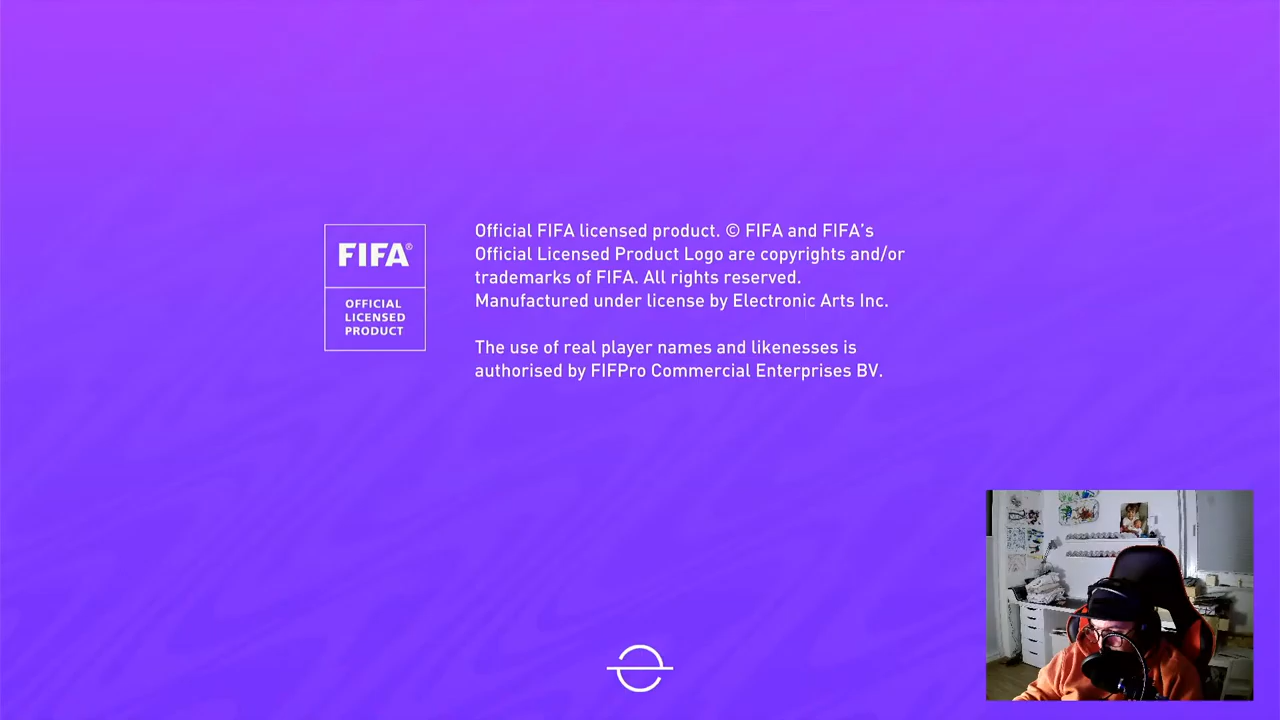 FIFA®
OFFICIAL
LICENSED
PRODUCT
Official FIFA licensed product. © FIFA and FIFA's
Official Licensed Product Logo are copyrights and/or
trademarks of FIFA. All rights reserved.
Manufactured under license by Electronic Arts Inc.
The use of real player names and likenesses is
authorised by FIFPro Commercial Enterprises BV.